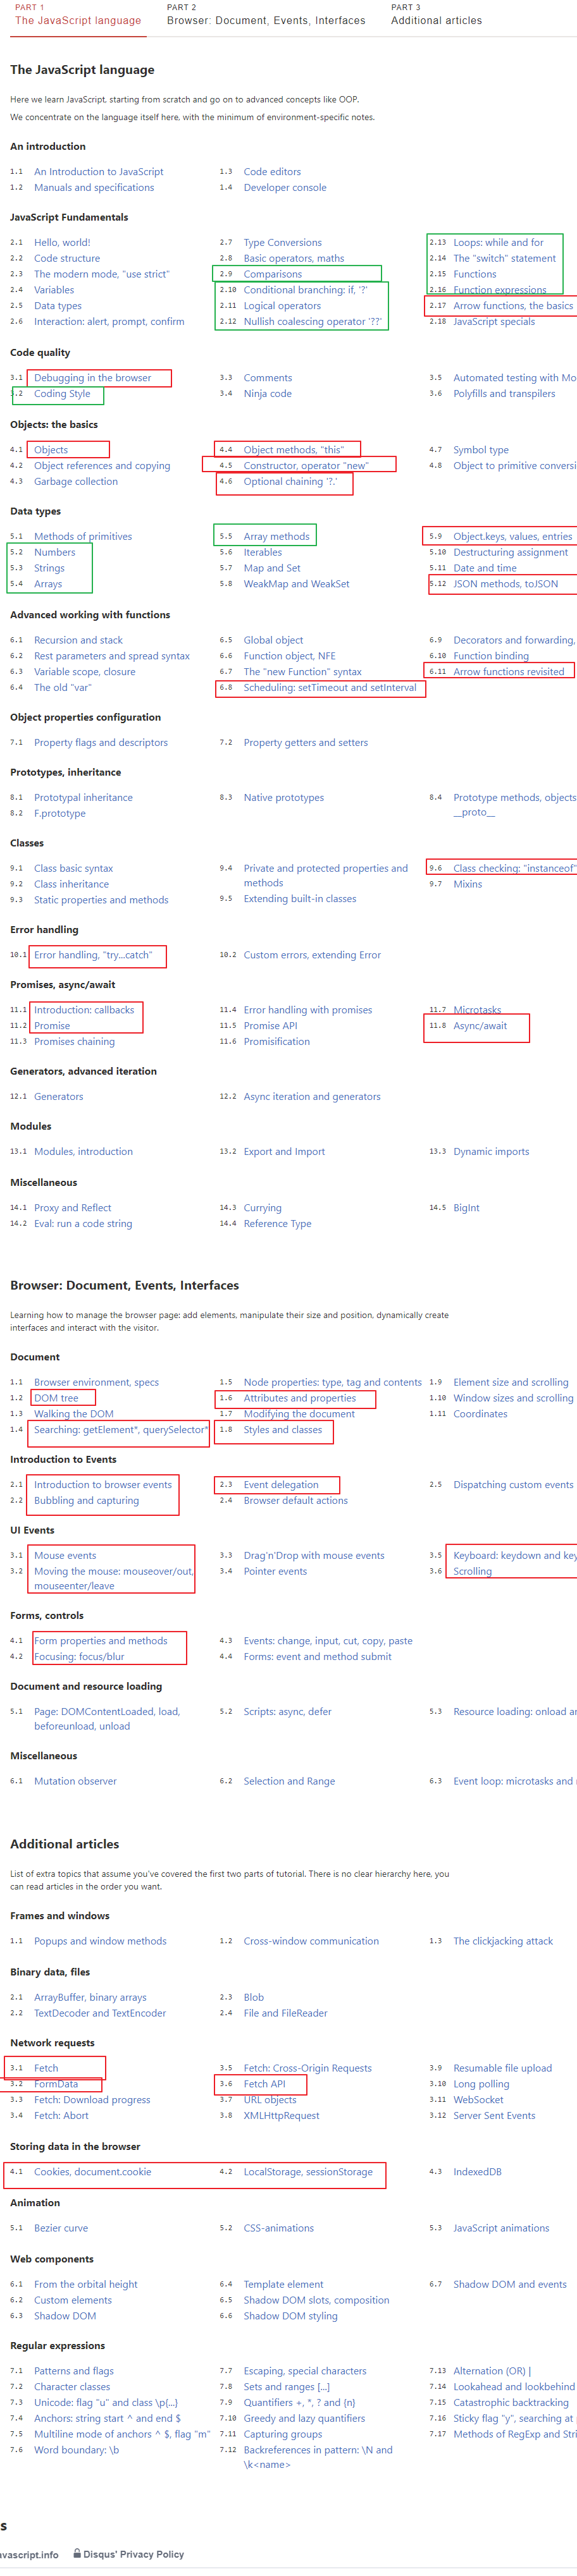 PART 1
The JavaScript language
PART 2
Browser: Document, Events, Interfaces
PART 3
Additional articles
The JavaScript language
Here we learn JavaScript, starting from scratch and go on to advanced concepts like OOP.
We concentrate on the language itself here, with the minimum of environment-specific notes.
An introduction
1.1 An Introduction to JavaScript
1.2 Manuals and specifications
1.3 Code editors
1.4 Developer console
JavaScript Fundamentals
2.1 Hello, world!
2.2 Code structure
2.3 The modern mode, "use strict"
2.4 Variables
2.5 Data types
2.6 Interaction: alert, prompt, confirm
2.7 Type Conversions
2.8 Basic operators, maths
2.9 Comparisons
2.10 Conditional branching: if, '?'
2.11 Logical operators
2.12 Nullish coalescing operator '??'
2.13 Loops: while and for
2.14 The "switch" statement
2.15 Functions
2.16 Function expressions
2.17 Arrow functions, the basics
2.18 JavaScript specials
Code quality
3.1 Debugging in the browser
3.2 Coding Style
3.3 Comments
3.4 Ninja code
3.5 Automated testing with Mo
3.6 Polyfills and transpilers
Objects: the basics
4.1 Objects
4.2 Object references and copying
4.3 Garbage collection
4.4 Object methods, "this"
4.5 Constructor, operator "new"
4.6 Optional chaining '?.'
4.7 Symbol type
4.8 Object to primitive conversi
Data types
5.1 Methods of primitives
5.2 Numbers
5.3 Strings
5.4 Arrays
5.5 Array methods
5.6 Iterables
5.7 Map and Set
5.8 WeakMap and WeakSet
5.9 Object.keys, values, entries
5.10 Destructuring assignment
5.11 Date and time
5.12 JSON methods, toJSON
Advanced working with functions
6.1 Recursion and stack
6.2 Rest parameters and spread syntax
6.3 Variable scope, closure
6.4 The old "var"
6.5 Global object
6.6 Function object, NFE
6.7 The "new Function" syntax
6.8 Scheduling: setTimeout and setInterval
6.9 Decorators and forwarding,
6.10 Function binding
6.11 Arrow functions revisited
Object properties configuration
7.1 Property flags and descriptors
7.2 Property getters and setters
Prototypes, inheritance
8.1 Prototypal inheritance
8.2 F.prototype
8.3 Native prototypes
8.4 Prototype methods, objects
__proto__
Classes
9.1 Class basic syntax
9.2 Class inheritance
9.3 Static properties and methods
9.4 Private and protected properties and
methods
9.5 Extending built-in classes
9.6 Class checking: "instanceof"
9.7 Mixins
Error handling
10.1 Error handling, "try...catch"
10.2 Custom errors, extending Error
Promises, async/await
11.1 Introduction: callbacks
11.2 Promise
11.3 Promises chaining
11.4 Error handling with promises
11.5 Promise API
11.6 Promisification
11.7 Microtasks
11.8 Async/await
Generators, advanced iteration
12.1 Generators
12.2 Async iteration and generators
Modules
13.1 Modules, introduction
13.2 Export and Import
13.3 Dynamic imports
Miscellaneous
14.1 Proxy and Reflect
14.2 Eval: run a code string
14.3 Currying
14.4 Reference Type
14.5 BigInt
Browser: Document, Events, Interfaces
Learning how to manage the browser page: add elements, manipulate their size and position, dynamically create
interfaces and interact with the visitor.
Document
1.1 Browser environment, specs
1.2 DOM tree
1.3 Walking the DOM
1.4 Searching: getElement*, querySelector*
1.5 Node properties: type, tag and contents
1.6 Attributes and properties
1.7 Modifying the document
1.8 Styles and classes
1.9 Element size and scrolling
1.10 Window sizes and scrolling
1.11 Coordinates
Introduction to Events
2.1 Introduction to browser events
2.2 Bubbling and capturing
2.3 Event delegation
2.4 Browser default actions
2.5 Dispatching custom events
UI Events
3.1 Mouse events
3.2 Moving the mouse: mouseover/out,
mouseenter/leave
3.3 Drag'n'Drop with mouse events
3.4 Pointer events
3.5 Keyboard: keydown and key
3.6 Scrolling
Forms, controls
4.1 Form properties and methods
4.2 Focusing: focus/blur
4.3 Events: change, input, cut, copy, paste
4.4 Forms: event and method submit
Document and resource loading
5.1 Page: DOMContentLoaded, load,
beforeunload, unload
5.2 Scripts: async, defer
5.3 Resource loading: onload a
Miscellaneous
6.1 Mutation observer
6.2 Selection and Range
6.3 Event loop: microtasks and
Additional articles
List of extra topics that assume you've covered the first two parts of tutorial. There is no clear hierarchy here, you
can read articles in the order you want.
Frames and windows
1.1 Popups and window methods
1.2 Cross-window communication
1.3 The clickjacking attack
Binary data, files
2.1 ArrayBuffer, binary arrays
2.2 TextDecoder and TextEncoder
2.3 Blob
2.4 File and FileReader
Network requests
3.1 Fetch
3.2 FormData
3.3 Fetch: Download progress
3.4 Fetch: Abort
3.5 Fetch: Cross-Origin Requests
3.6 Fetch API
3.7 URL objects
3.8 XMLHttpRequest
3.9 Resumable file upload
3.10 Long polling
3.11 WebSocket
3.12 Server Sent Events
Storing data in the browser
4.1 Cookies, document.cookie
4.2 LocalStorage, sessionStorage
4.3 IndexedDB
Animation
5.1 Bezier curve
5.2 CSS-animations
5.3 JavaScript animations
Web components
6.1 From the orbital height
6.2 Custom elements
6.3 Shadow DOM
6.4 Template element
6.5 Shadow DOM slots, composition
6.6 Shadow DOM styling
6.7 Shadow DOM and events
Regular expressions
7.1 Patterns and flags
7.2 Character classes
7.3 Unicode: flag "u" and class \p{...}
7.4 Anchors: string start ^ and end $
7.5 Multiline mode of anchors ^ $, flag "m"
7.6 Word boundary: \b
7.7 Escaping, special characters
7.8 Sets and ranges [...]
7.9 Quantifiers +, *, ? and {n}
7.10 Greedy and lazy quantifiers
7.11 Capturing groups
7.12 Backreferences in pattern: \N and
\k<name>
7.13 Alternation (OR) |
7.14 Lookahead and lookbehind
7.15 Catastrophic backtracking
7.16 Sticky flag "y", searching at
7.17 Methods of RegExp and Stri
s
avascript.info
Disqus' Privacy Policy